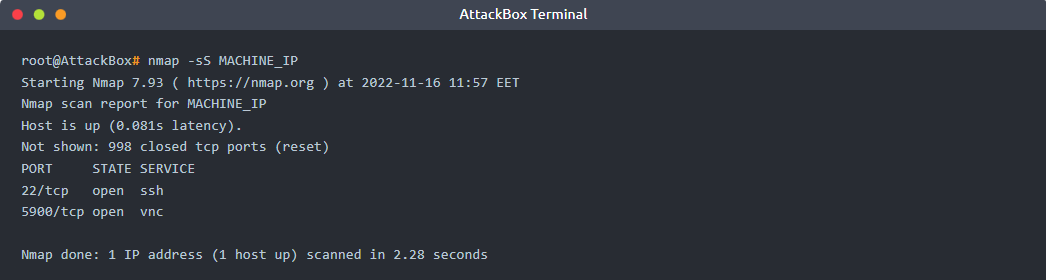 AttackBox Terminal
root@AttackBox# nmap -sS MACHINE_IP
Starting Nmap 7.93 ( https://nmap.org ) at 2022-11-16 11:57 EET
Nmap scan report for MACHINE_IP
Host is up (0.081s latency).
Not shown: 998 closed tcp ports (reset)
PORT     STATE SERVICE
22/tcp   open  ssh
5900/tcp open  vnc
Nmap done: 1 IP address (1 host up) scanned in 2.28 seconds